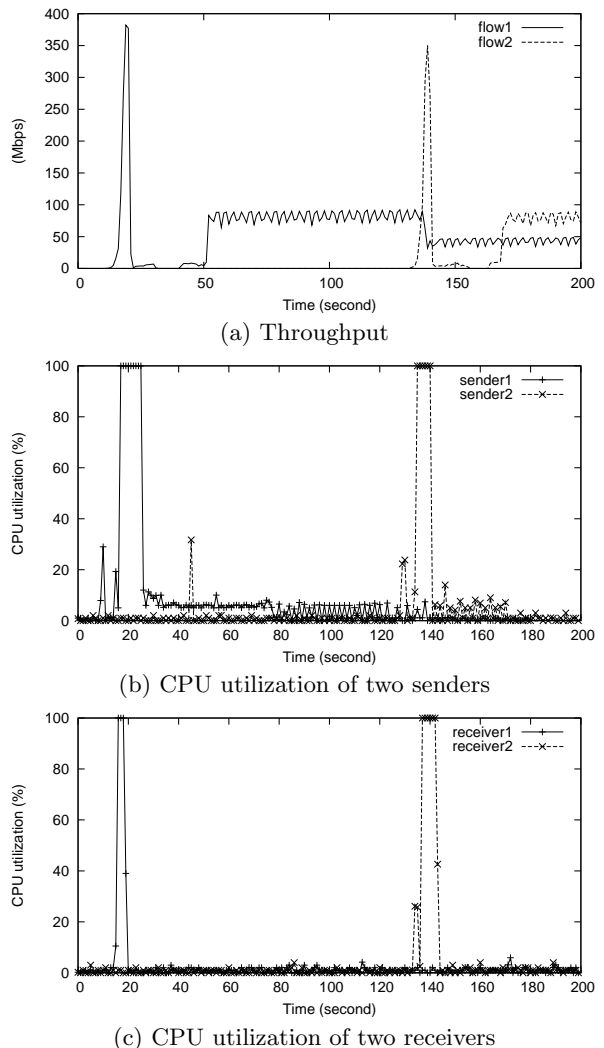 (Mbps)
400
350
300
250
200
150
100
50
0
0 50 100 150 200
Time (second)
flow1
flow2
(a) Throughput
CPU utilization (%)
100
80
60
40
20
0
0 20 40 60 80 100 120 140 160 180 200
Time (second)
sender1
sender2
(b) CPU utilization of two senders
CPU utilization (%)
100
80
60
40
20
0
0 20 40 60 80 100 120 140 160 180 200
Time (second)
receiver1
receiver2
(c) CPU utilization of two receivers